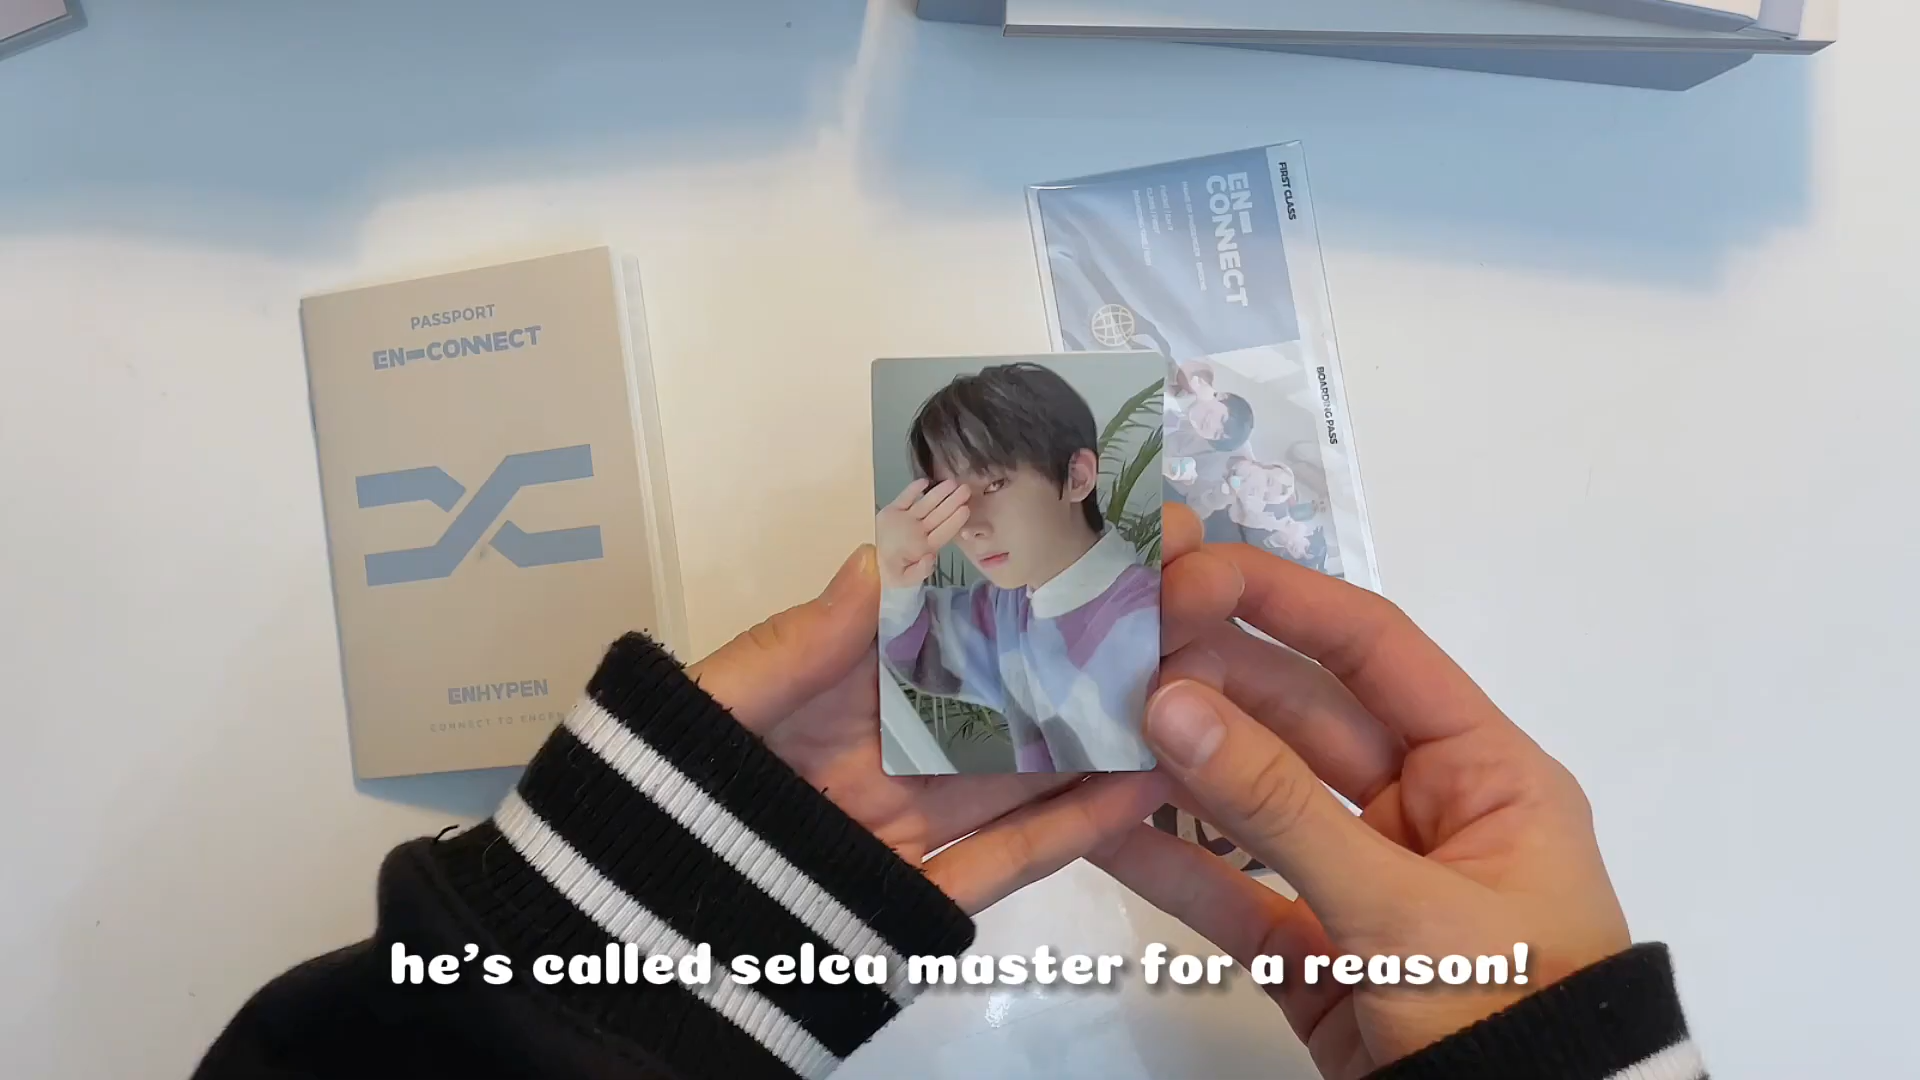 PASSPORT
EN-CONNECT
ENHYPEN
FIRST CLASS
EN-
CONNECT
BOARDING PASS
he's called selca master for a reason!